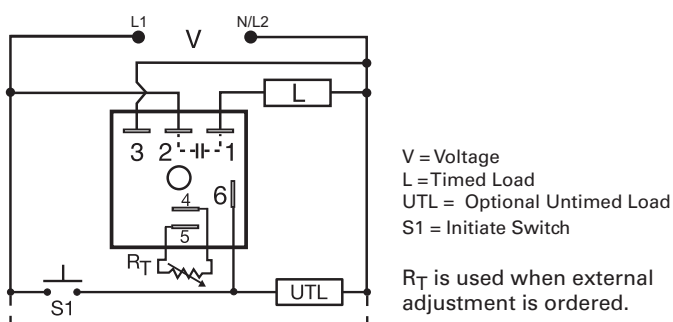 L1
V
N/L2
L
3 2 1
6
4
5
RT
S1
UTL
V = Voltage
L =Timed Load
UTL = Optional Untimed Load
S1 = Initiate Switch
RT is used when external
adjustment is ordered.